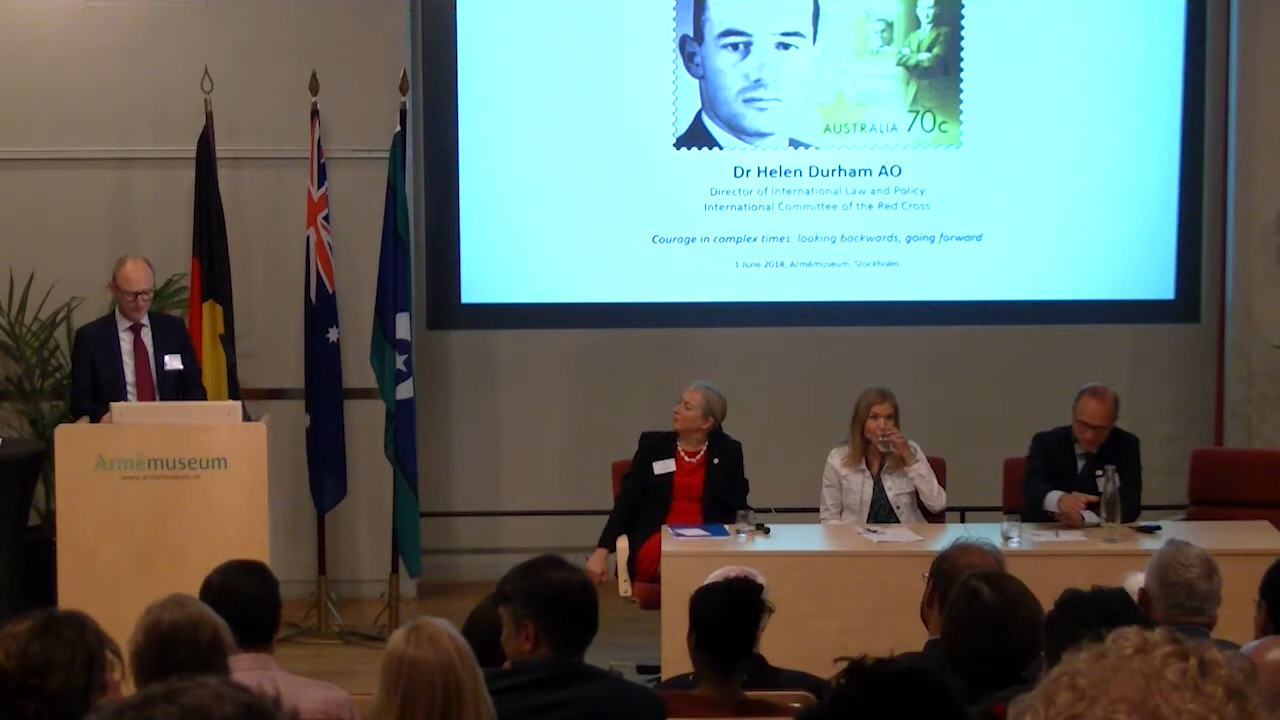 AUSTRALIA 70c
Dr Helen Durham AO
Director of International Law and Policy
International Committee of the Red Cross
Courage in complex times: looking backwards, going forward
1 June 2018, Armémuseum, Stockholm
Armémuseum
www.armemuseum.se